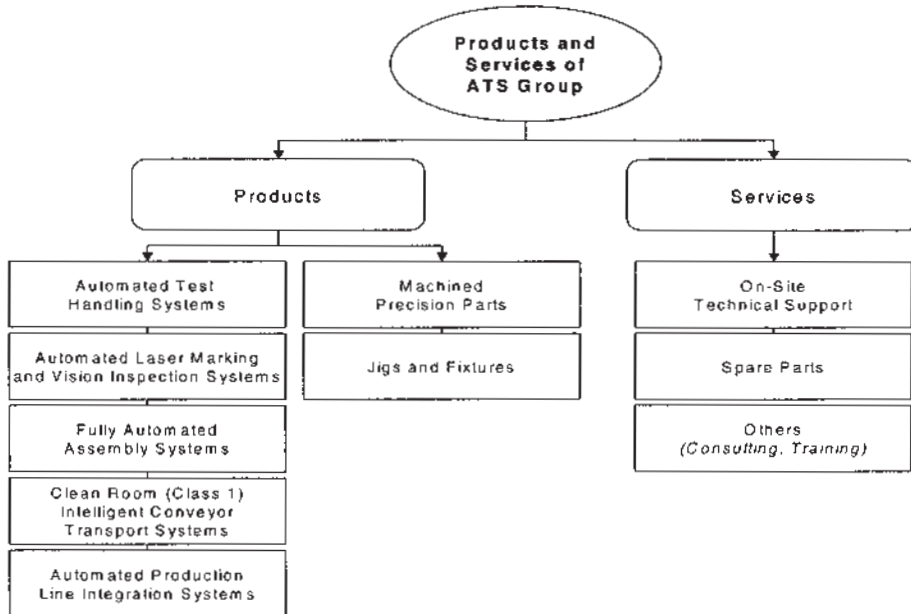 Products and
Services of
ATS Group
Products
Services
Automated Test
Handling Systems
Automated Laser Marking
and Vision Inspection Systems
Fully Automated
Assembly Systems
Clean Room (Class 1)
Intelligent Conveyor
Transport Systems
Automated Production
Line Integration Systems
Machined
Precision Parts
Jigs and Fixtures
On-Site
Technical Support
Spare Parts
Others
(Consulting, Training)